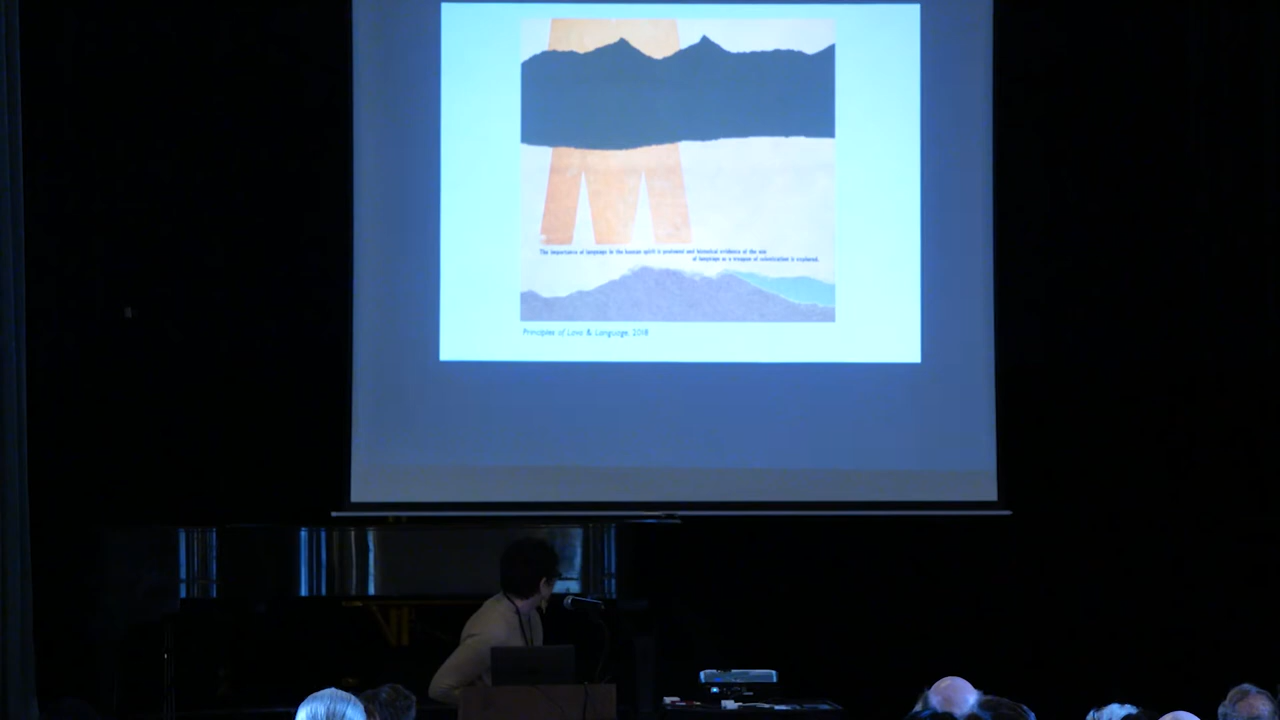 The importance of language to the human spirit is profound and historical evidence of the use
of language as a weapon of colonization is explored.
Principles of Love & Language, 2018